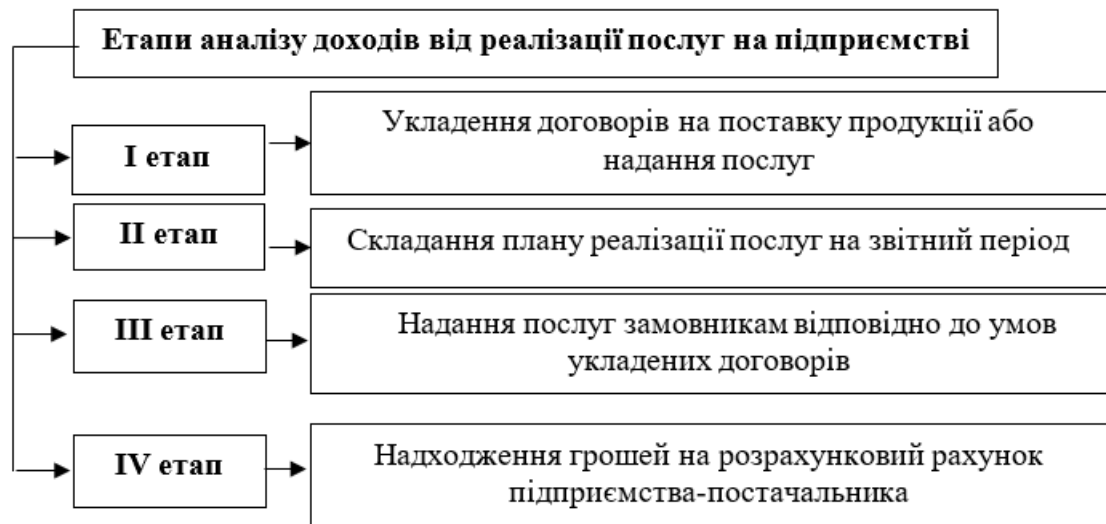 Етапи аналізу доходів від реалізації послуг на підприємстві
І етап
Укладення договорів на поставку продукції або
надання послуг
ІІ етап
Складання плану реалізації послуг на звітний період
ІІІ етап
Надання послуг замовникам відповідно до умов
укладених договорів
IV етап
Надходження грошей на розрахунковий рахунок
підприємства-постачальника